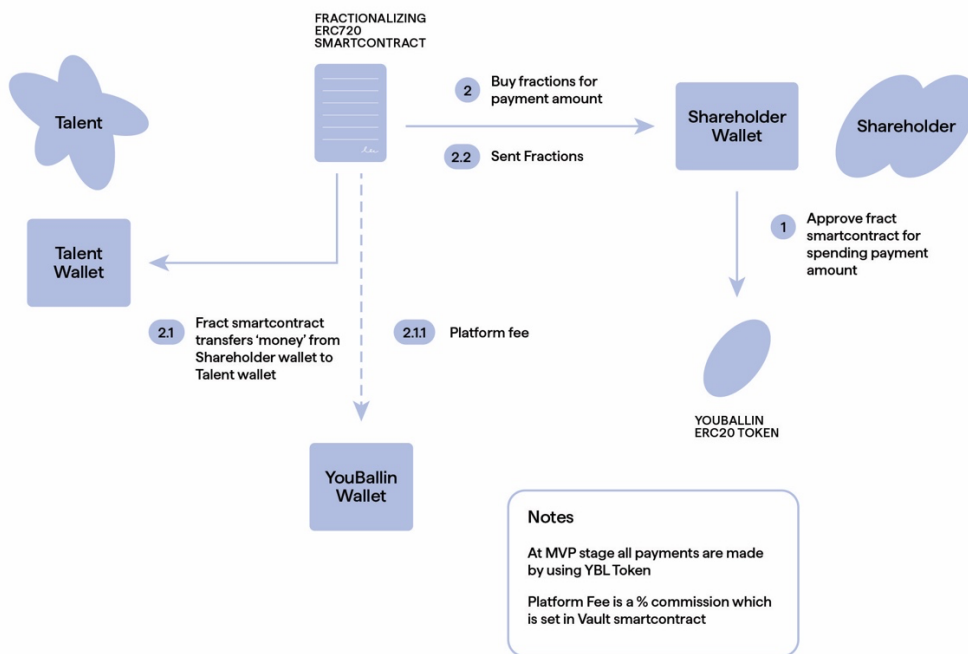 FRACTIONALIZING
ERC720
SMARTCONTRACT
Talent
2
Buy fractions for
payment amount
2.2
Sent Fractions
Shareholder
Wallet
Shareholder
1
Approve fract
smartcontract for
spending payment
amount
Talent
Wallet
2.1
Fract smartcontract
transfers ‘money’ from
Shareholder wallet to
Talent wallet
2.1.1
Platform fee
YOUBALLIN
ERC20 TOKEN
YouBallin
Wallet
Notes
At MVP stage all payments are made
by using YBL Token
Platform Fee is a % commission which
is set in Vault smartcontract